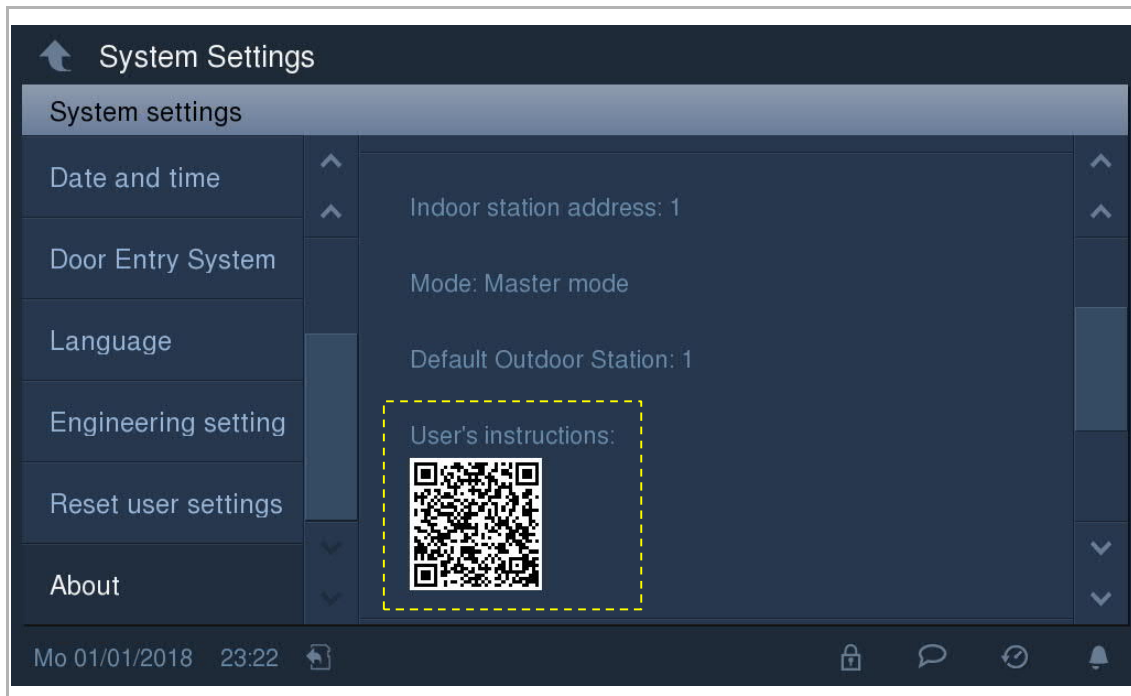 System Settings
System settings
Date and time
Door Entry System
Language
Engineering setting
Reset user settings
About
Indoor station address: 1
Mode: Master mode
Default Outdoor Station: 1
User's instructions:
Mo 01/01/2018 23:22